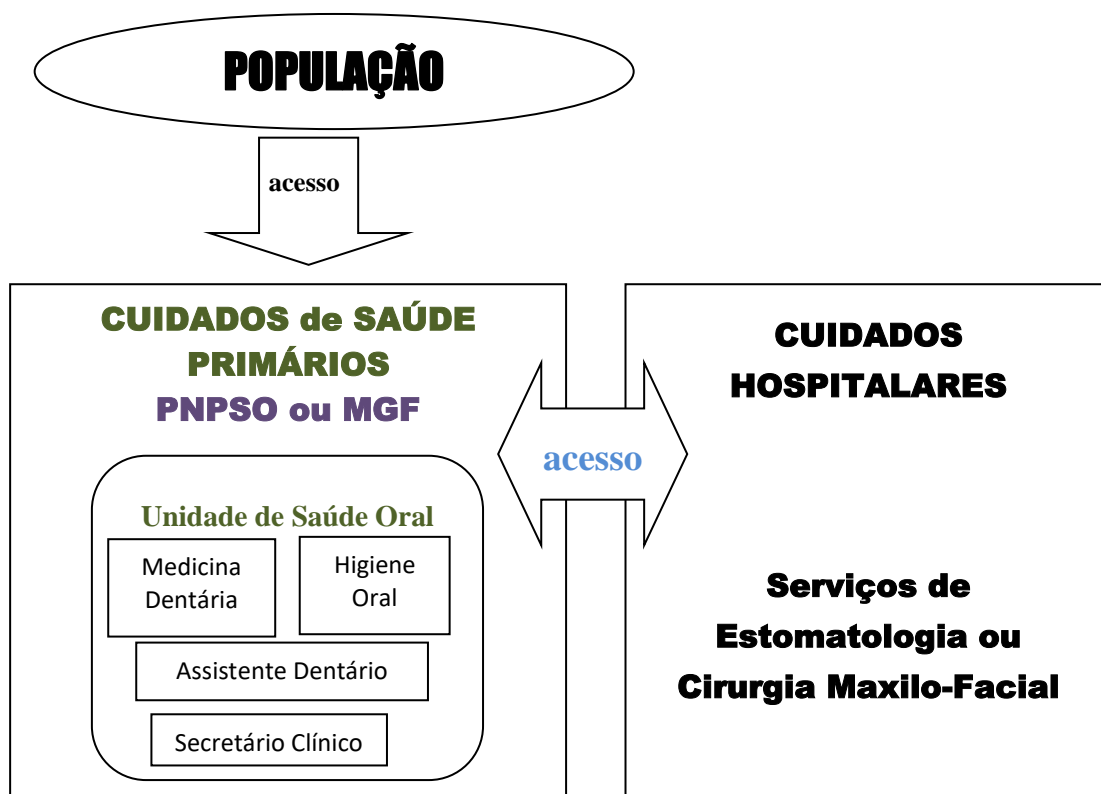 POPULAÇÃO
acesso
CUIDADOS de SAÚDE
PRIMÁRIOS
PNPSO ou MGF
Unidade de Saúde Oral
Medicina
Dentária
Higiene
Oral
Assistente Dentário
Secretário Clínico
acesso
CUIDADOS
HOSPITALARES
Serviços de
Estomatologia ou
Cirurgia Maxilo-Facial